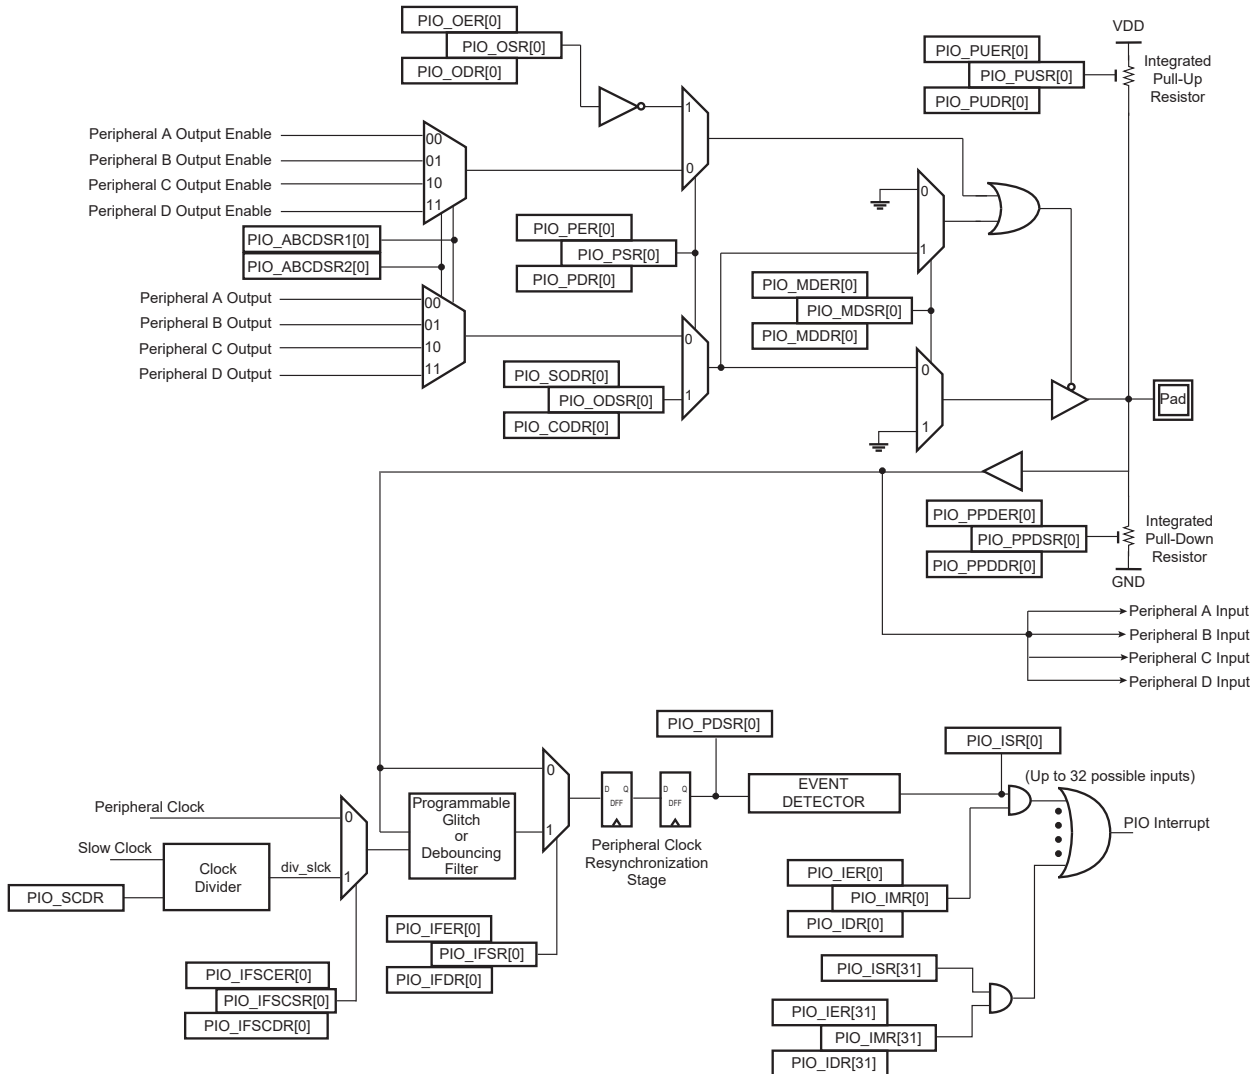 PIO_OER[0]
PIO_OSR[0]
PIO_ODR[0]
VDD
PIO_PUER[0]
PIO_PUSR[0]
PIO_PUDR[0]
Integrated
Pull-Up
Resistor
1
0
Peripheral A Output Enable
Peripheral B Output Enable
Peripheral C Output Enable
Peripheral D Output Enable
00
01
10
11
PIO_ABCDSR1[0]
PIO_ABCDSR2[0]
PIO_PER[0]
PIO_PSR[0]
PIO_PDR[0]
0
1
PIO_MDER[0]
PIO_MDSR[0]
PIO_MDDR[0]
Peripheral A Output
Peripheral B Output
Peripheral C Output
Peripheral D Output
00
01
10
11
0
1
PIO_SODR[0]
PIO_ODSR[0]
PIO_CODR[0]
0
1
Pad
PIO_PPDER[0]
PIO_PPDSR[0]
PIO_PPDDR[0]
Integrated
Pull-Down
Resistor
GND
Peripheral A Input
Peripheral B Input
Peripheral C Input
Peripheral D Input
PIO_PDSR[0]
PIO_ISR[0]
(Up to 32 possible inputs)
EVENT
DETECTOR
PIO Interrupt
0
1
D Q
DFF
D Q
DFF
Peripheral Clock
Resynchronization
Stage
Programmable
Glitch
or
Debouncing
Filter
Peripheral Clock
Slow Clock
Clock
Divider
div_slck
0
1
PIO_SCDR
PIO_IER[0]
PIO_IMR[0]
PIO_IDR[0]
PIO_IFER[0]
PIO_IFSR[0]
PIO_IFDR[0]
PIO_IFSCER[0]
PIO_IFSCSR[0]
PIO_IFSCDR[0]
PIO_ISR[31]
PIO_IER[31]
PIO_IMR[31]
PIO_IDR[31]